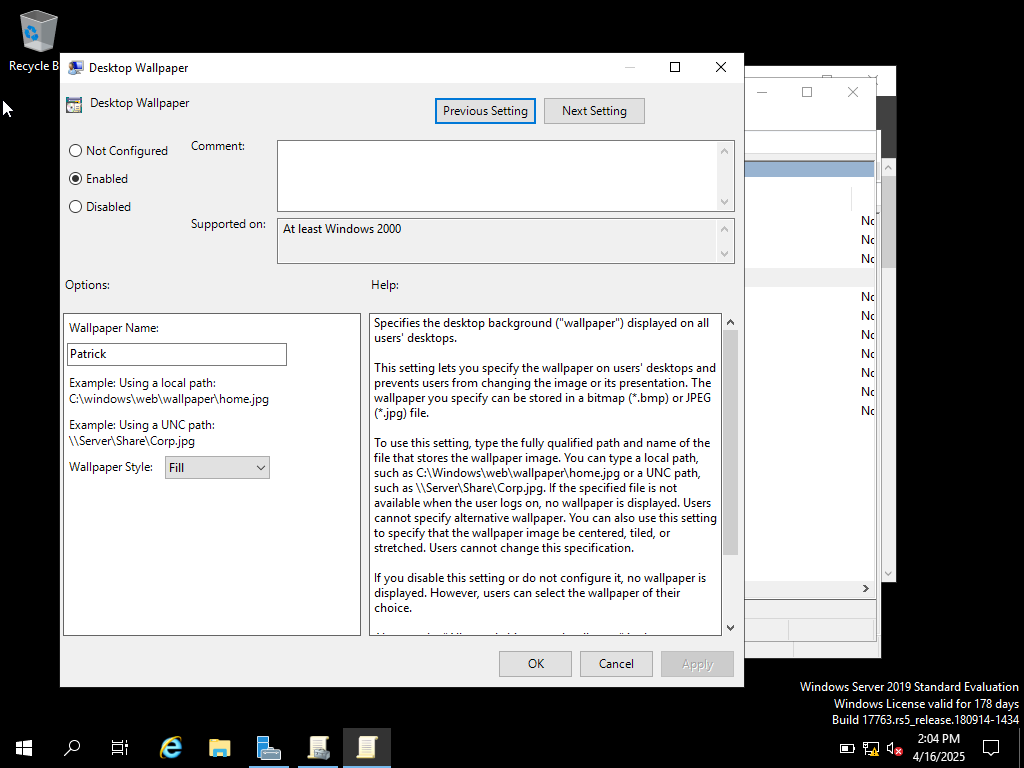 Recycle B
Desktop Wallpaper
Desktop Wallpaper
Previous Setting
Next Setting
Not Configured
Enabled
Disabled
Comment:
Supported on:
At least Windows 2000
Options:
Help:
Wallpaper Name:
Patrick
Example: Using a local path:
C:\windows\web\wallpaper\home.jpg
Example: Using a UNC path:
\\Server\Share\Corp.jpg
Wallpaper Style:
Fill
Specifies the desktop background ("wallpaper") displayed on all
users' desktops.
This setting lets you specify the wallpaper on users' desktops and
prevents users from changing the image or its presentation. The
wallpaper you specify can be stored in a bitmap (*.bmp) or JPEG
(*.jpg) file.
To use this setting, type the fully qualified path and name of the
file that stores the wallpaper image. You can type a local path,
such as C:\Windows\web\wallpaper\home.jpg or a UNC path,
such as \\Server\Share\Corp.jpg. If the specified file is not
available when the user logs on, no wallpaper is displayed. Users
cannot specify alternative wallpaper. You can also use this setting
to specify that the wallpaper image be centered, tiled, or
stretched. Users cannot change this specification.
If you disable this setting or do not configure it, no wallpaper is
displayed. However, users can select the wallpaper of their
choice.
OK
Cancel
Apply
No
No
No
No
No
No
No
No
No
No
Windows Server 2019 Standard Evaluation
Windows License valid for 178 days
Build 17763.rs5_release.180914-1434
2:04 PM
4/16/2025